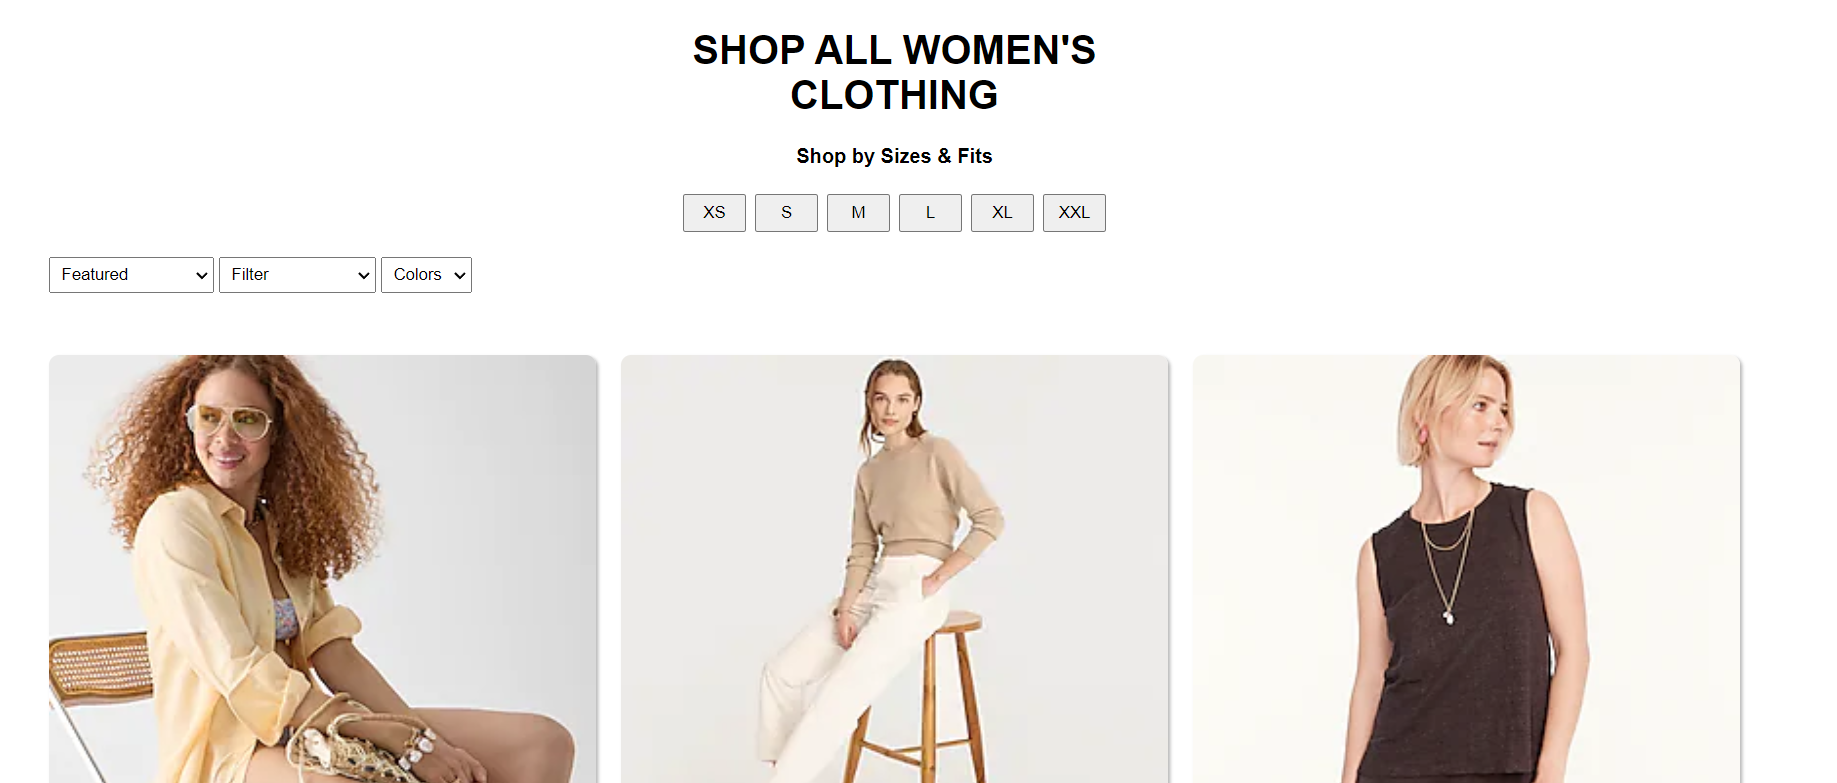 SHOP ALL WOMEN'S
CLOTHING
Shop by Sizes & Fits
XS S M L XL XXL
Featured Filter Colors